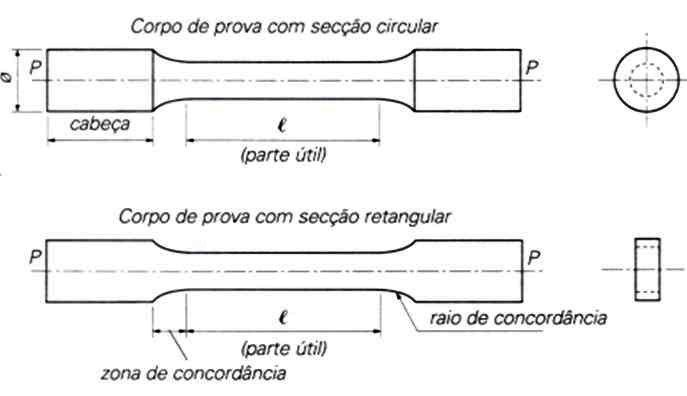 Corpo de prova com secção circular
P
P
ø
cabeça
ℓ
(parte útil)
Corpo de prova com secção retangular
P
P
ℓ
raio de concordância
(parte útil)
zona de concordância